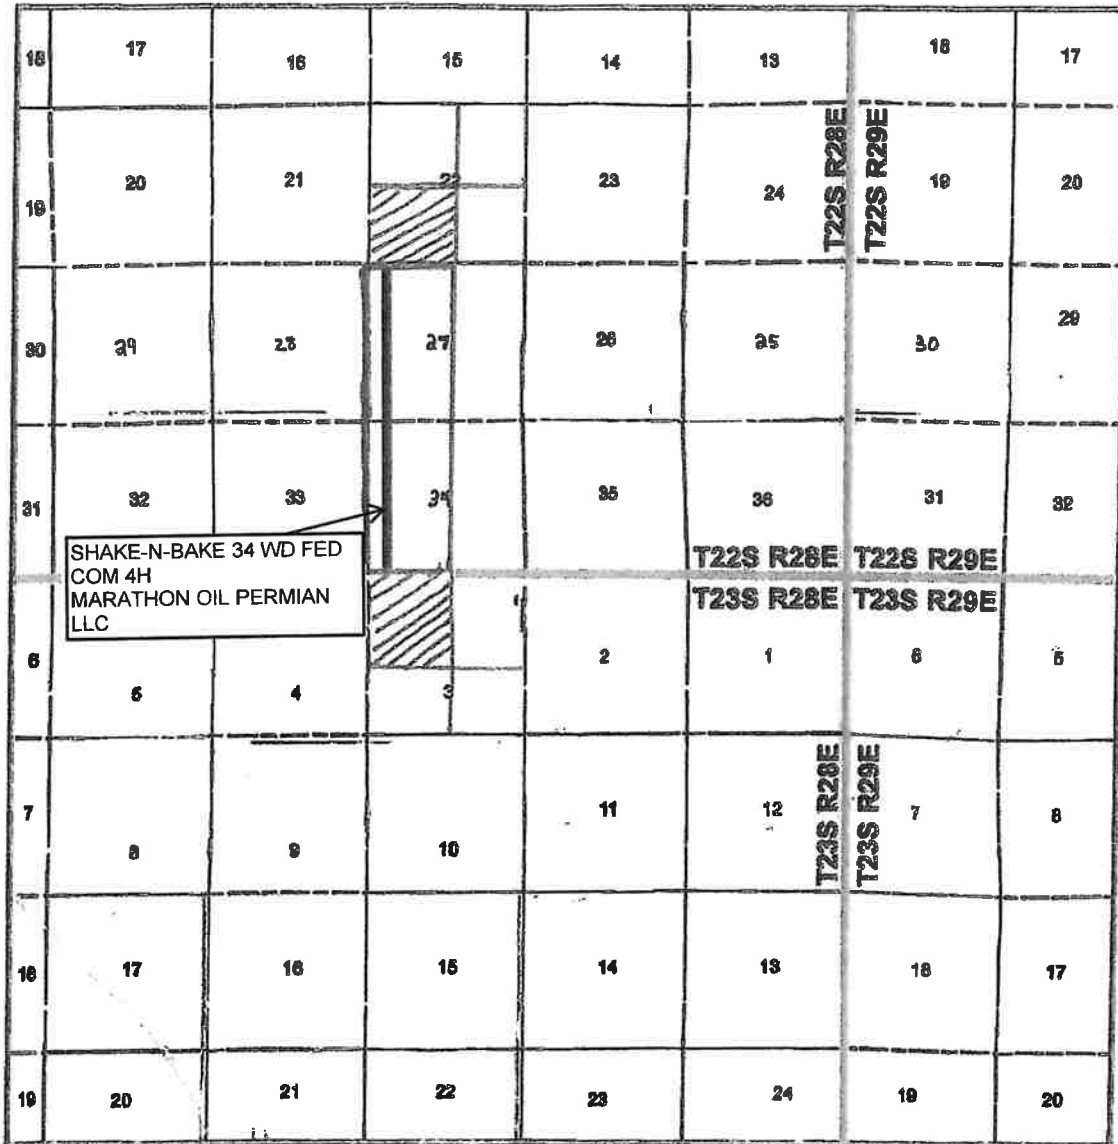 18 17 16 15 14 13 18 17
T22S R28E
T22S R29E
19 20 21 22 23 24 19 20
30 29 28 27 26 25 30 29
31 32 33 34 35 36 31 32
SHAKE-N-BAKE 34 WD FED
COM 4H
MARATHON OIL PERMIAN
LLC
T22S R28E T22S R29E
T23S R28E T23S R29E
6 5 4 3 2 1 6 5
T23S R28E
T23S R29E
7 8 9 10 11 12 7 8
18 17 16 15 14 13 18 17
19 20 21 22 23 24 19 20